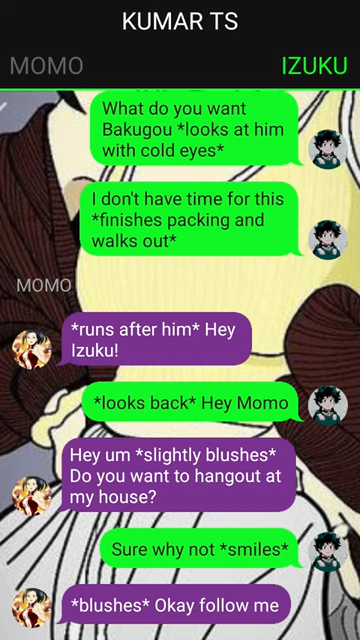 KUMAR TS
MOMO
IZUKU
What do you want
Bakugou *looks at him
with cold eyes*
I don't have time for this
*finishes packing and
walks out*
MOMO
*runs after him* Hey
Izuku!
*looks back* Hey Momo
Hey um *slightly blushes*
Do you want to hangout at
my house?
Sure why not *smiles*
*blushes* Okay follow me